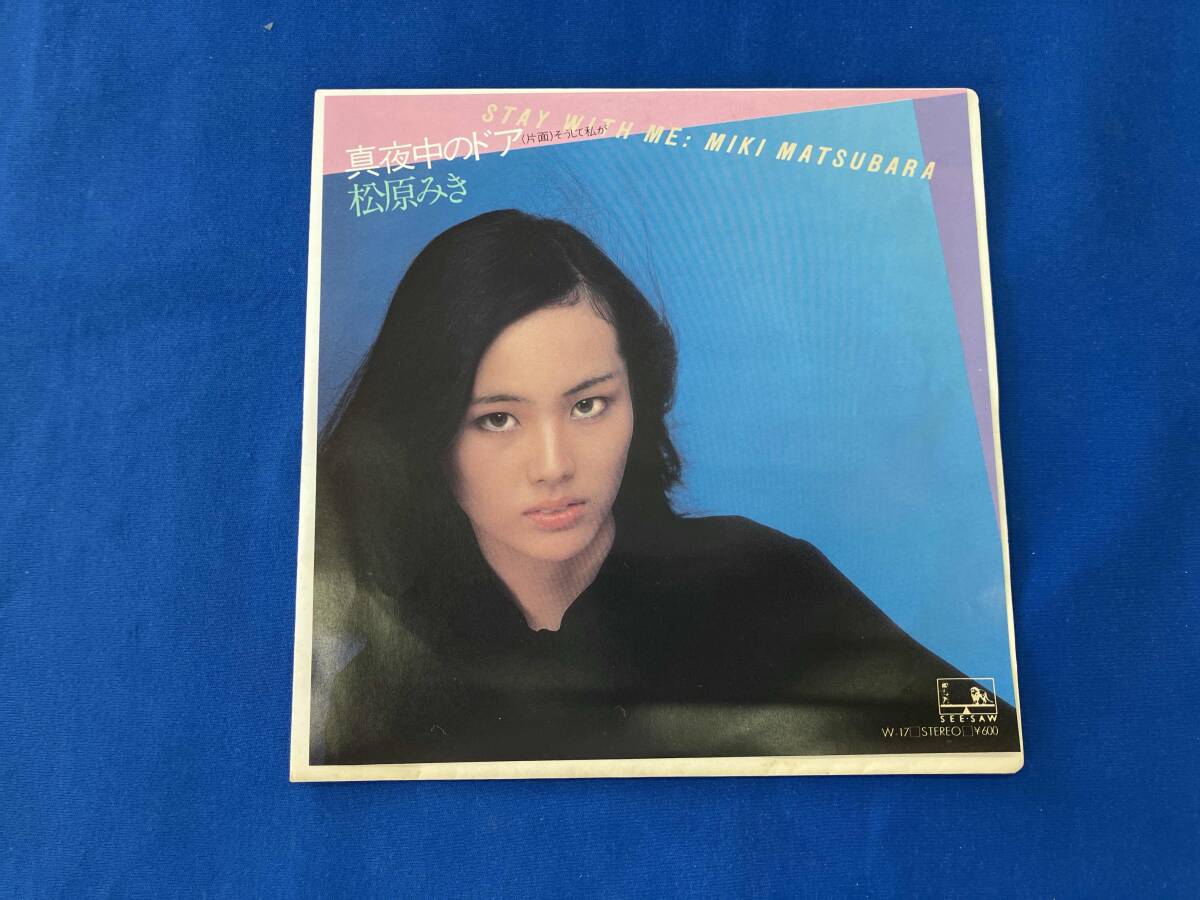 STAY WITH ME: MIKI MATSUBARA
真夜中のドア(片面)そうして私が
松原みき
SEE·SAW
W-17□STEREO□¥600